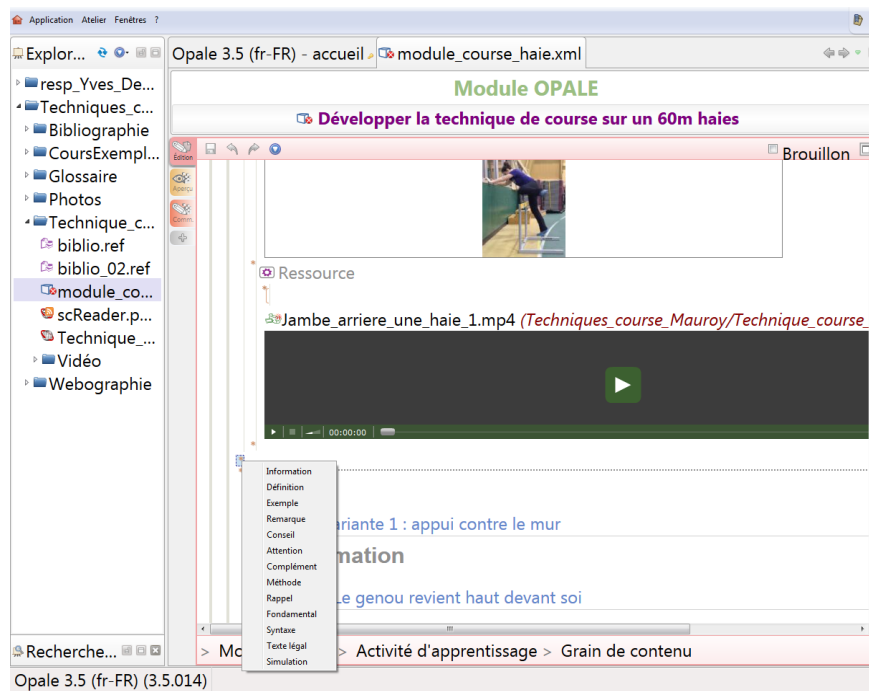 Application Atelier Fenêtres ?
Explor...
Opale 3.5 (fr-FR) - accueil
module_course_haie.xml
resp_Yves_De...
Techniques_c...
Bibliographie
CoursExempl...
Glossaire
Photos
Technique_c...
biblio.ref
biblio_02.ref
module_co...
scReader.p...
Technique_...
Vidéo
Webographie
Module OPALE
Développer la technique de course sur un 60m haies
Édition
Aperçu
Comm.
Brouillon
Ressource
Jambe_arriere_une_haie_1.mp4 (Techniques_course_Mauroy/Technique_course_
00:00:00
Information
Définition
Exemple
Remarque
Conseil
Attention
Complément
Méthode
Rappel
Fondamental
Syntaxe
Texte légal
Simulation
ariante 1 : appui contre le mur
mation
Le genou revient haut devant soi
Recherche...
> Mo > Activité d'apprentissage > Grain de contenu
Opale 3.5 (fr-FR) (3.5.014)